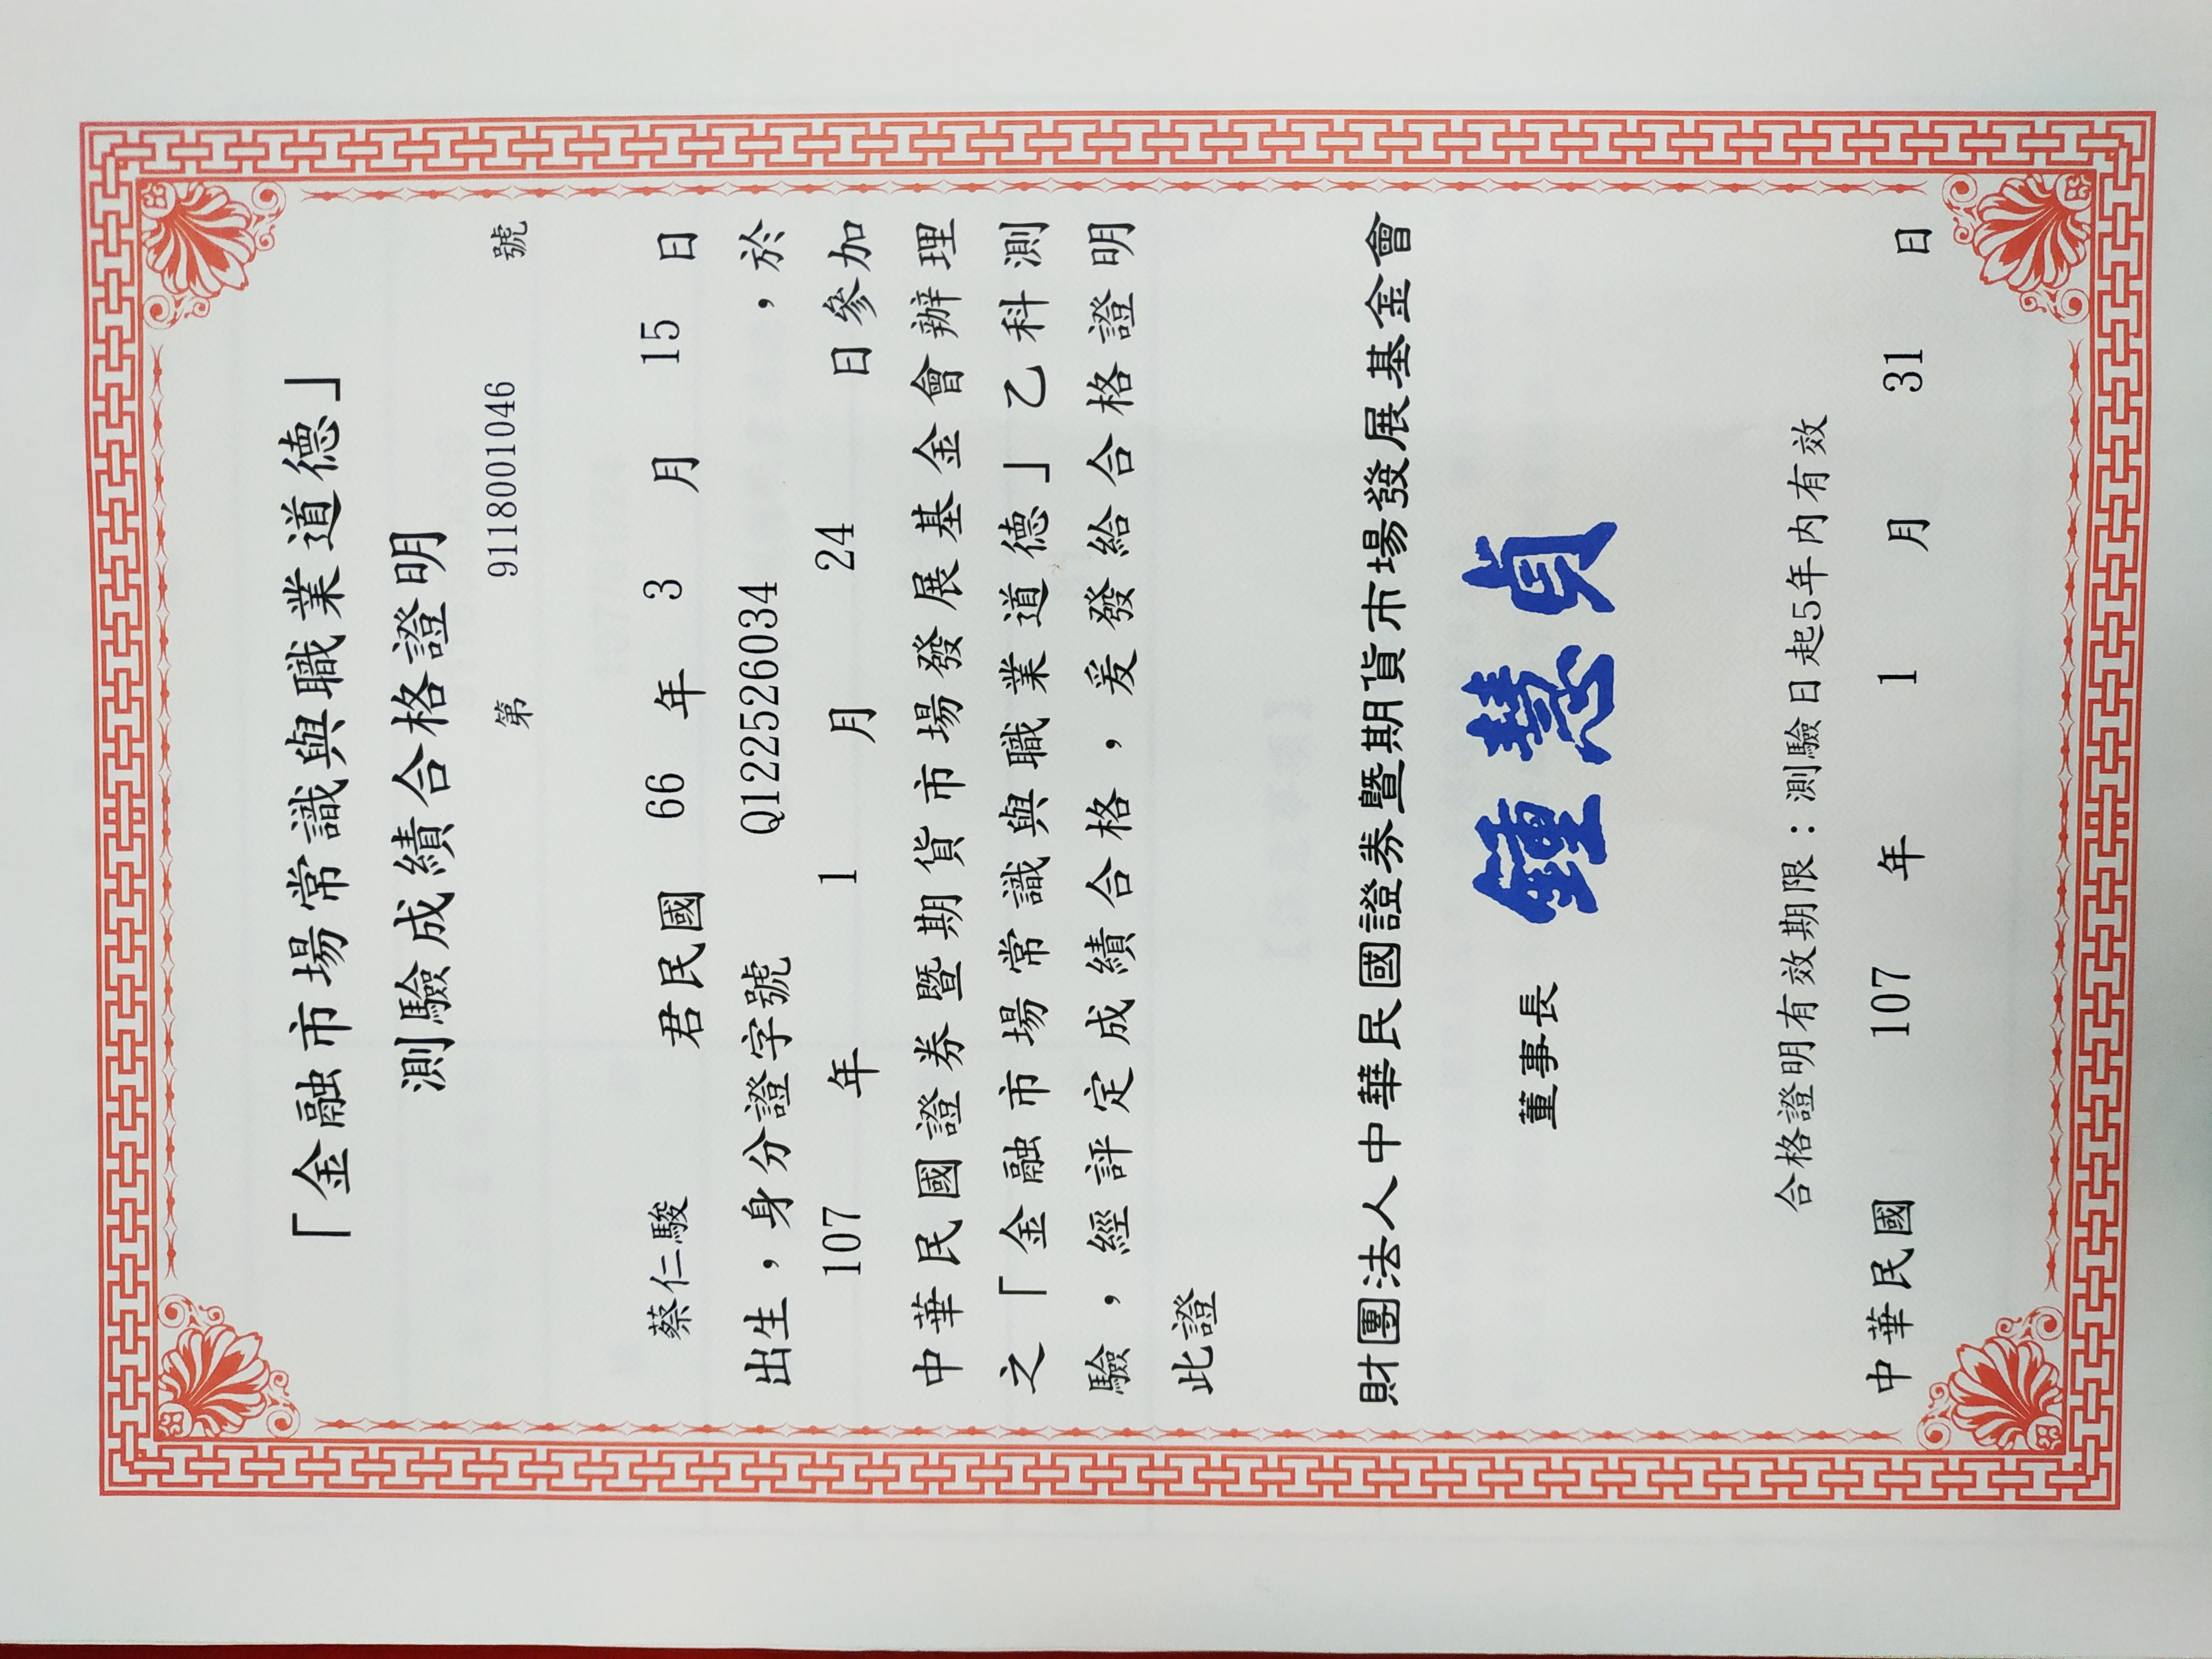 「金融市場常識與職業道德」
測驗成績合格證明
第 9118001046 號
蔡仁駿 君民國 66 年 3 月 15 日
出生，身分證字號 Q122526034 ，於
107 年 1 月 24 日參加
中華民國證券暨期貨市場發展基金會辦理
之「金融市場常識與職業道德」乙科測
驗，經評定成績合格，爰發給合格證明
此證
財團法人中華民國證券暨期貨市場發展基金會
董事長 鍾慧貞
合格證明有效期限：測驗日起5年內有效
中華民國 107 年 1 月 31 日